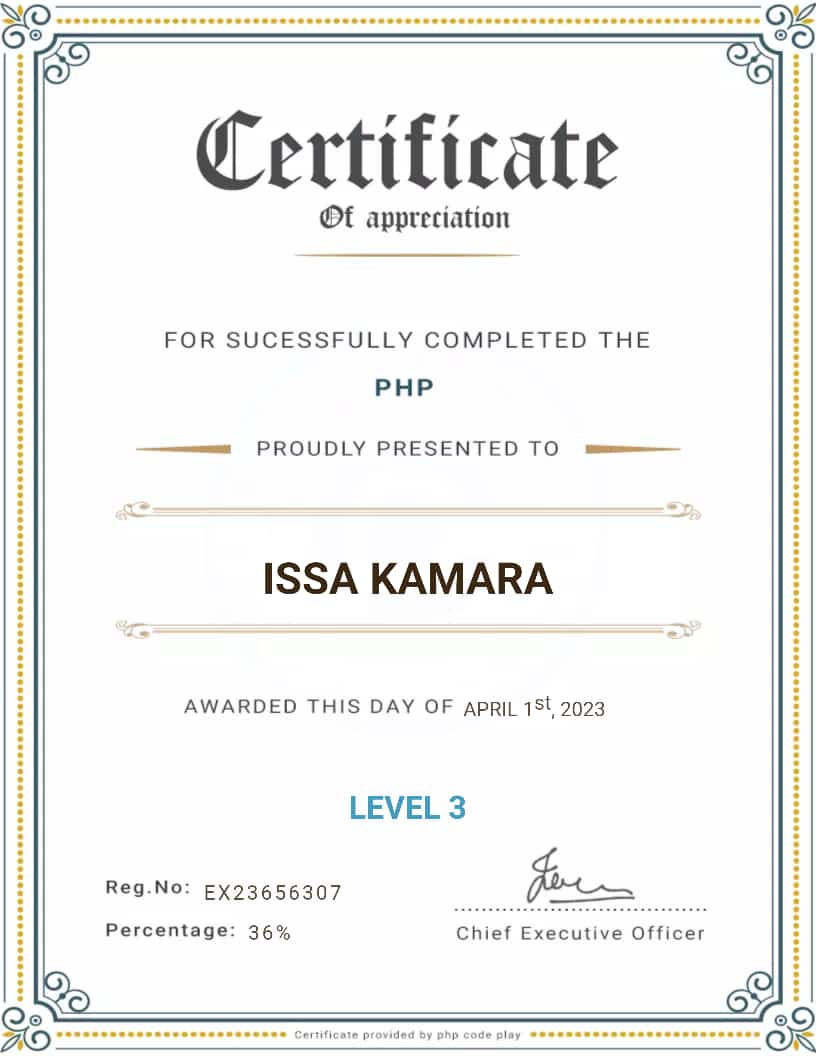 Certificate
Of appreciation
FOR SUCESSFULLY COMPLETED THE
PHP
PROUDLY PRESENTED TO
ISSA KAMARA
AWARDED THIS DAY OF APRIL 1st, 2023
LEVEL 3
Reg.No: EX23656307
Percentage: 36%
Chief Executive Officer
Certificate provided by php code play